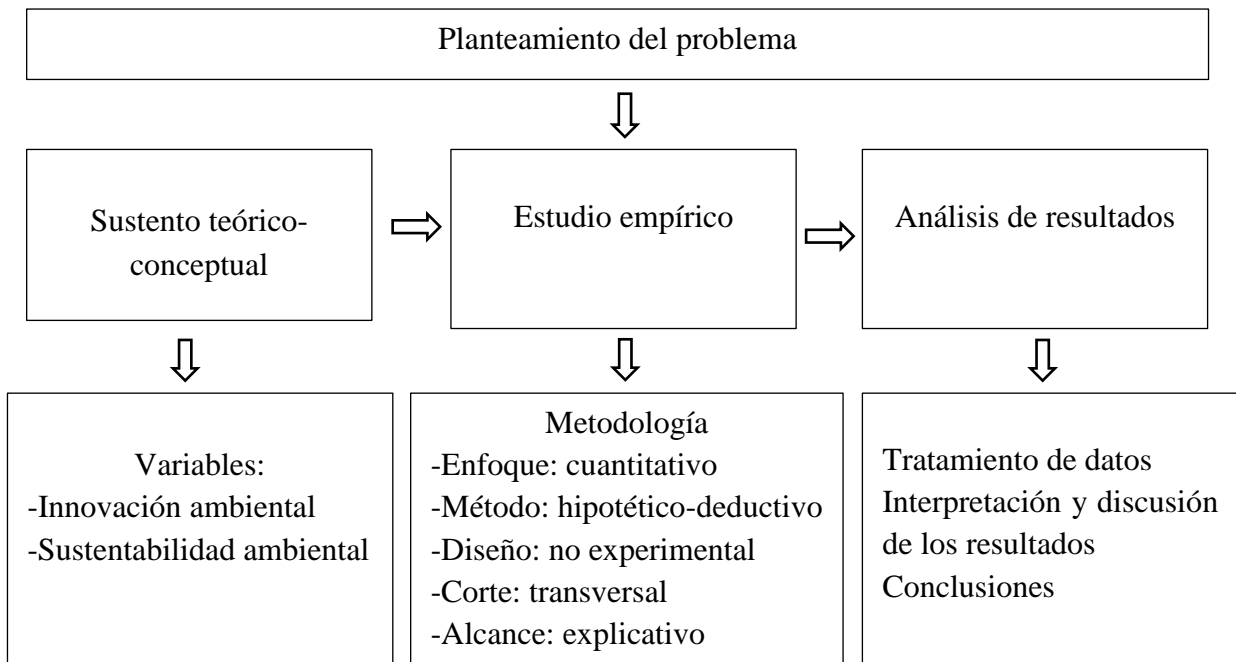 Planteamiento del problema
Sustento teórico-
conceptual
Estudio empírico
Análisis de resultados
Variables:
-Innovación ambiental
-Sustentabilidad ambiental
Metodología
-Enfoque: cuantitativo
-Método: hipotético-deductivo
-Diseño: no experimental
-Corte: transversal
-Alcance: explicativo
Tratamiento de datos
Interpretación y discusión
de los resultados
Conclusiones